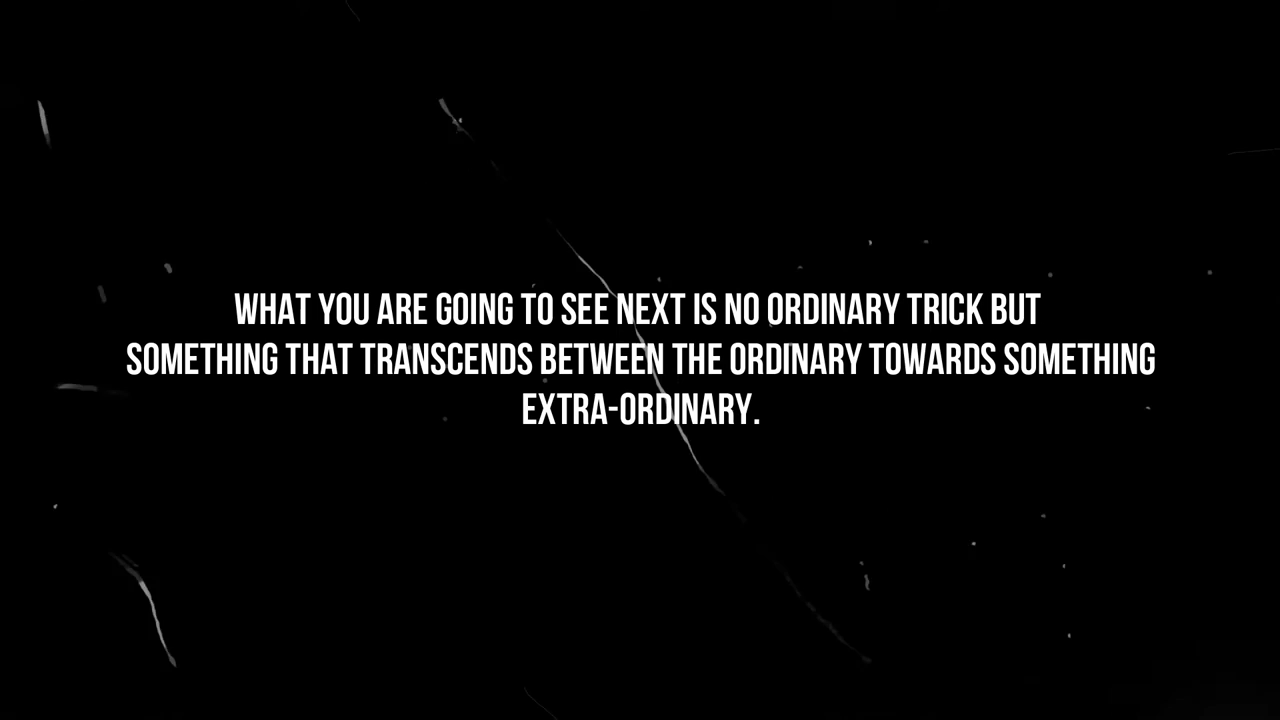 WHAT YOU ARE GOING TO SEE NEXT IS NO ORDINARY TRICK BUT
SOMETHING THAT TRANSCENDS BETWEEN THE ORDINARY TOWARDS SOMETHING
EXTRA-ORDINARY.